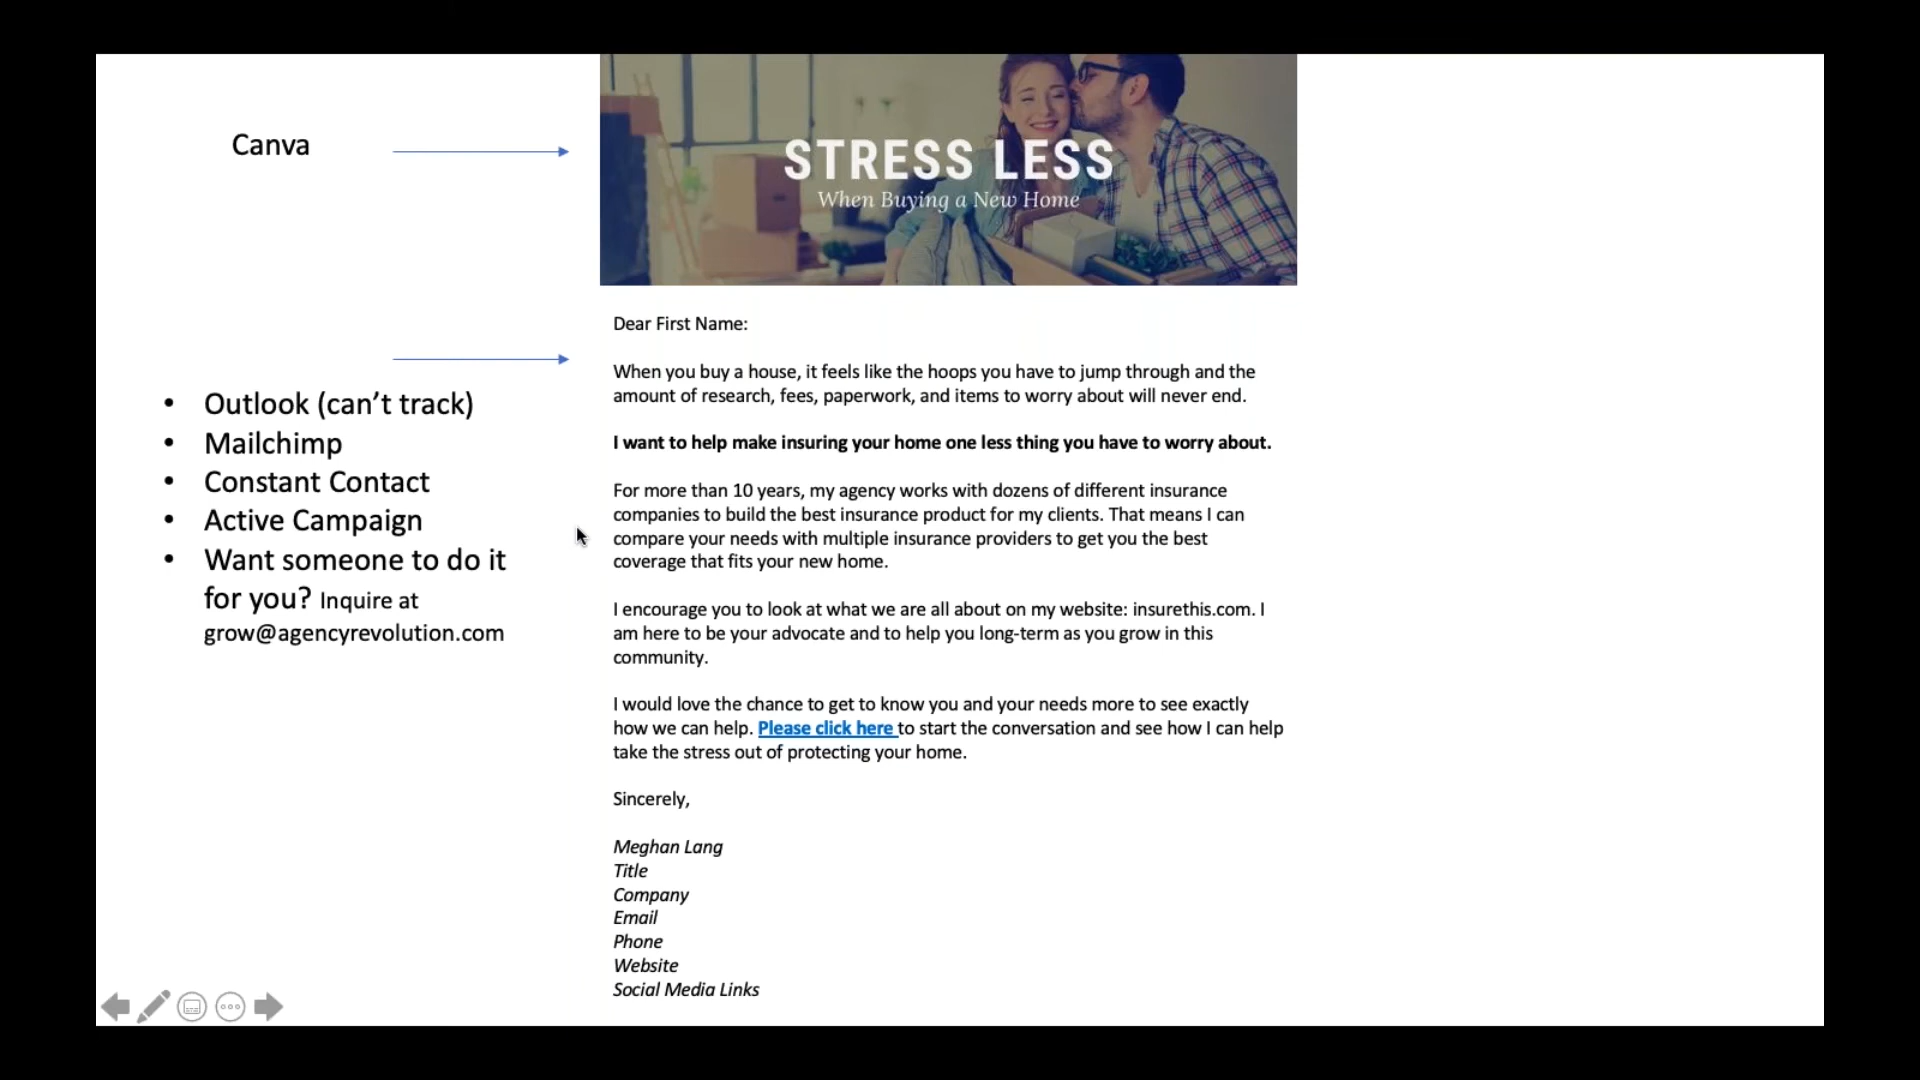 Canva
• Outlook (can’t track)
• Mailchimp
• Constant Contact
• Active Campaign
• Want someone to do it
for you? Inquire at
grow@agencyrevolution.com
STRESS LESS
When Buying a New Home
Dear First Name:
When you buy a house, it feels like the hoops you have to jump through and the
amount of research, fees, paperwork, and items to worry about will never end.
I want to help make insuring your home one less thing you have to worry about.
For more than 10 years, my agency works with dozens of different insurance
companies to build the best insurance product for my clients. That means I can
compare your needs with multiple insurance providers to get you the best
coverage that fits your new home.
I encourage you to look at what we are all about on my website: insurethis.com. I
am here to be your advocate and to help you long-term as you grow in this
community.
I would love the chance to get to know you and your needs more to see exactly
how we can help. Please click here to start the conversation and see how I can help
take the stress out of protecting your home.
Sincerely,
Meghan Lang
Title
Company
Email
Phone
Website
Social Media Links